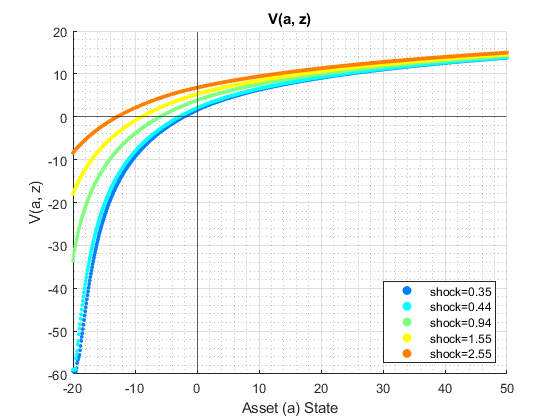 V(a, z)
20
10
0
-10
-20
-30
-40
-50
-60
V(a, z)
shock=0.35
shock=0.44
shock=0.94
shock=1.55
shock=2.55
-20 -10 0 10 20 30 40 50
Asset (a) State